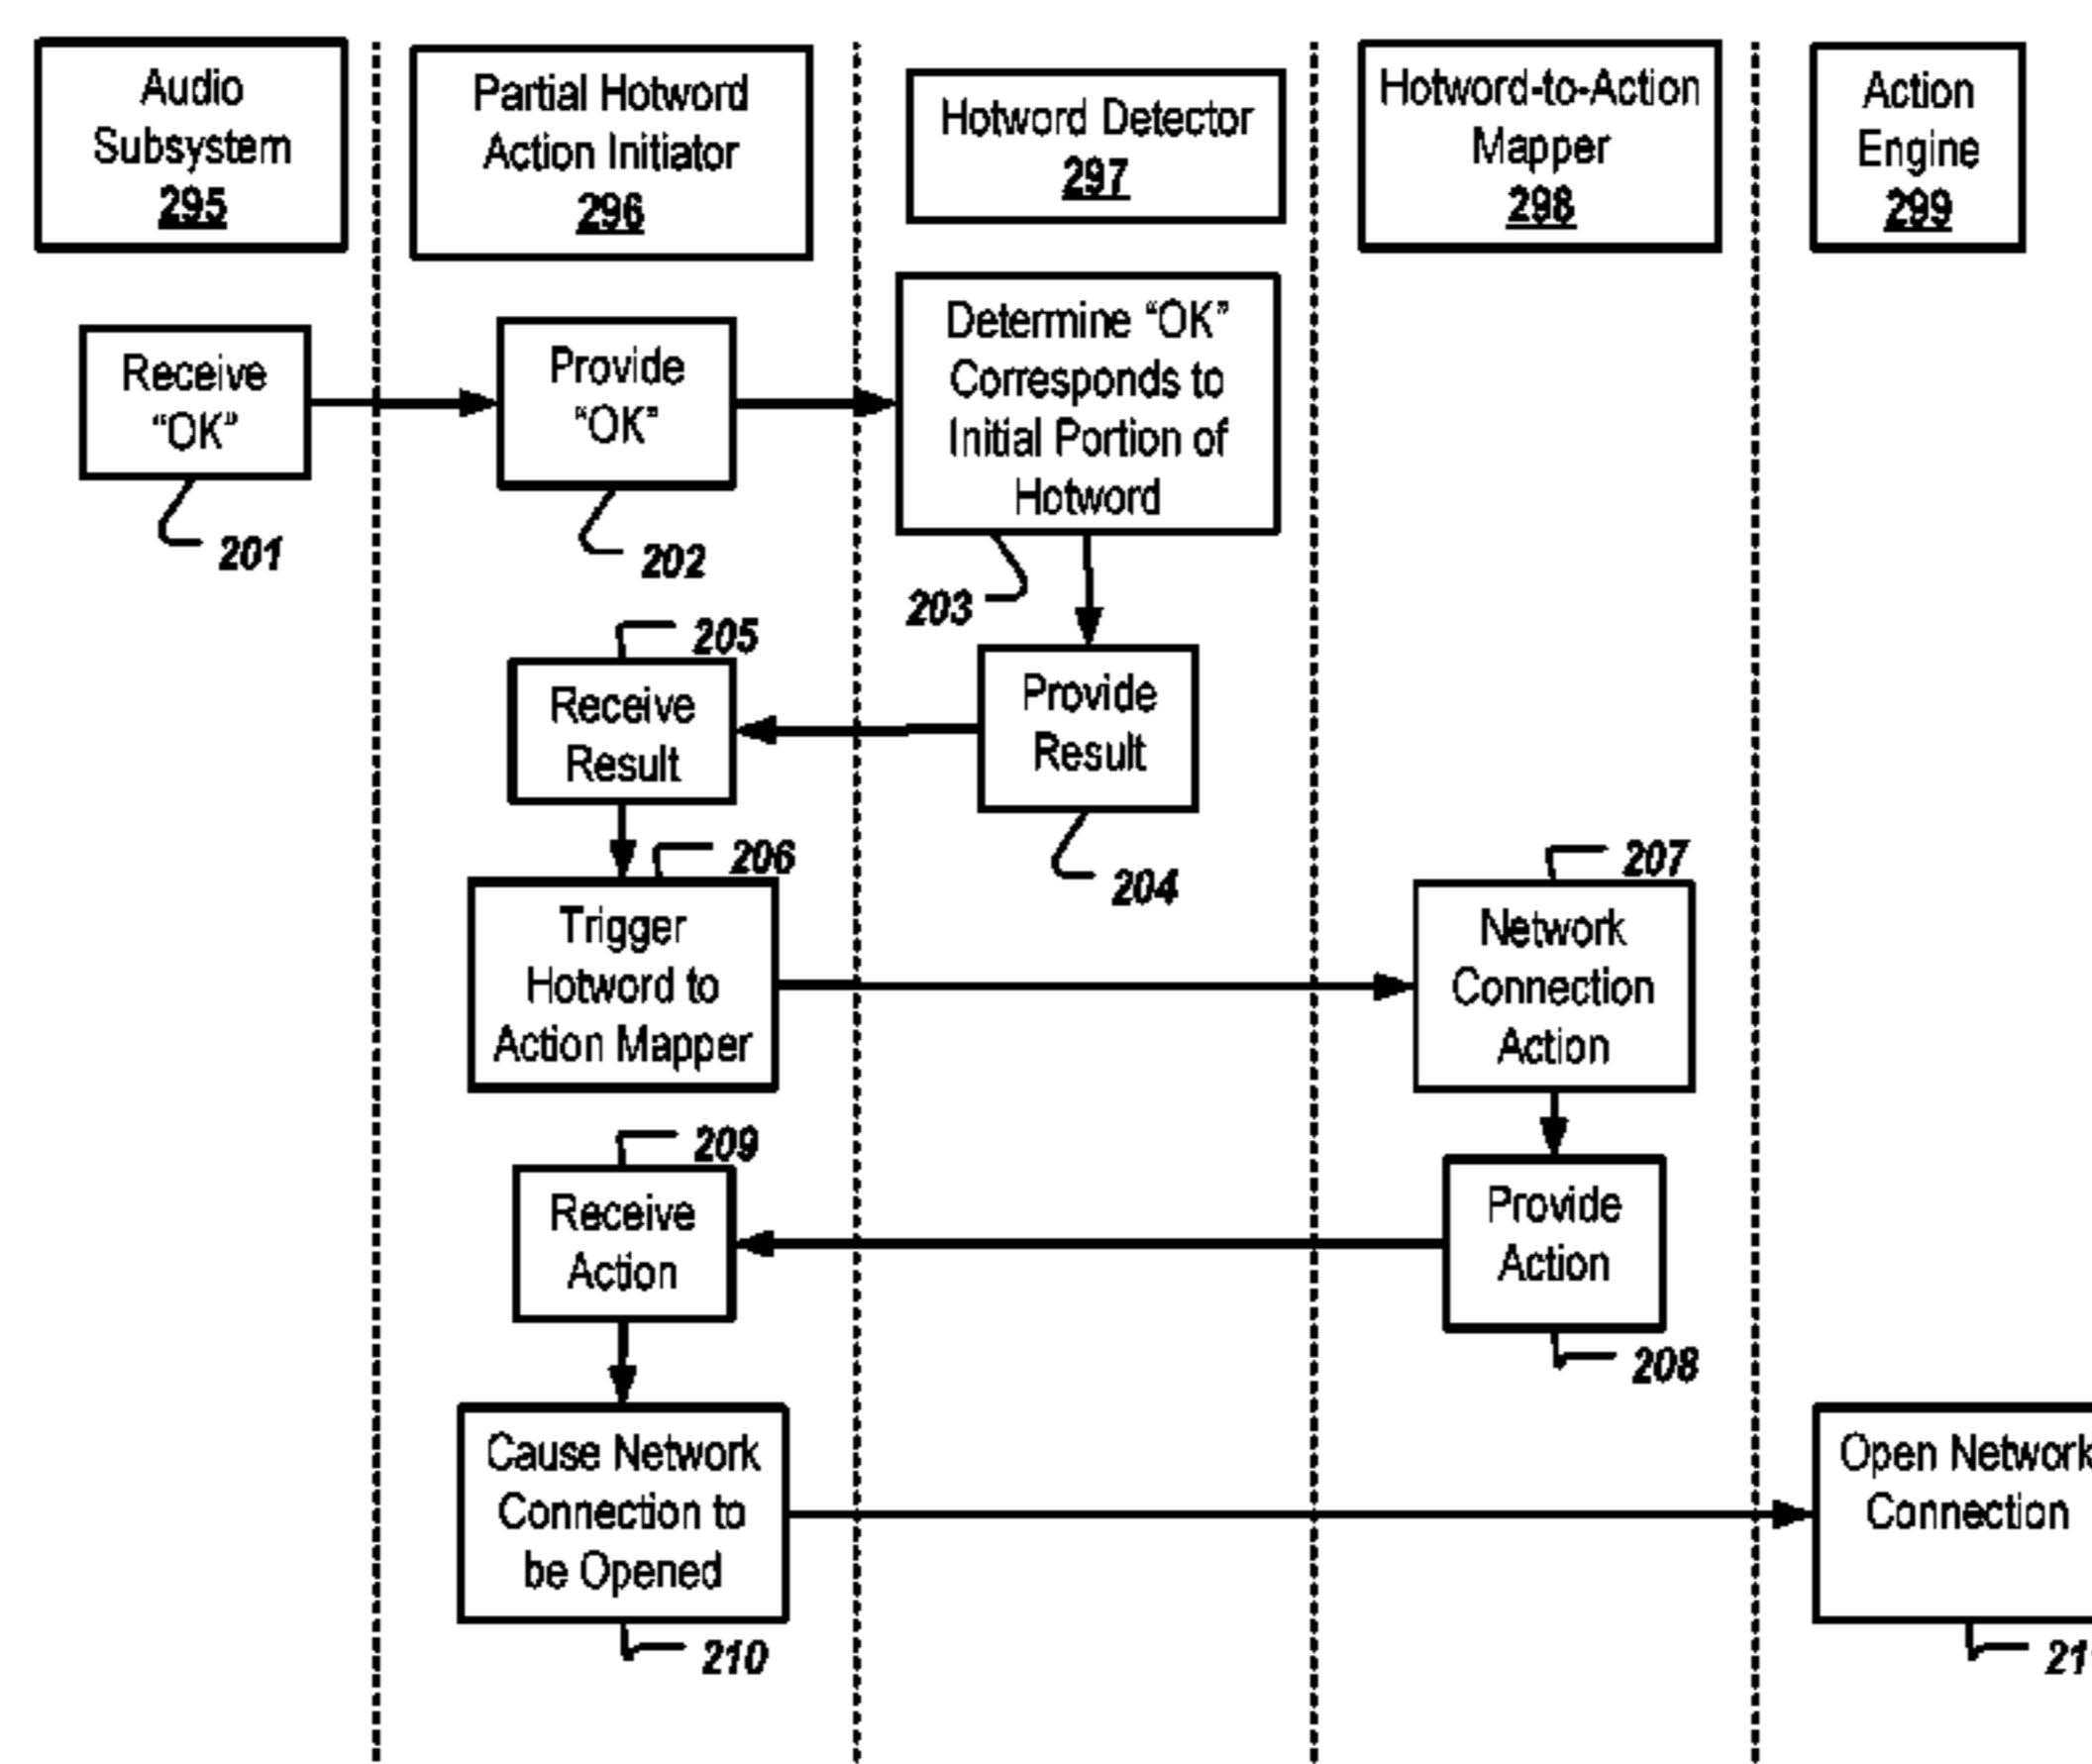 Audio
Subsystem
295
Partial Hotword
Action Initiator
296
Hotword Detector
297
Hotword-to-Action
Mapper
298
Action
Engine
299
Receive
“OK”
201
Provide
“OK”
202
Determine “OK”
Corresponds to
Initial Portion of
Hotword
203
Provide
Result
204
205
Receive
Result
206
Trigger
Hotword to
Action Mapper
207
Network
Connection
Action
Provide
Action
208
209
Receive
Action
Cause Network
Connection to
be Opened
210
Open Network
Connection